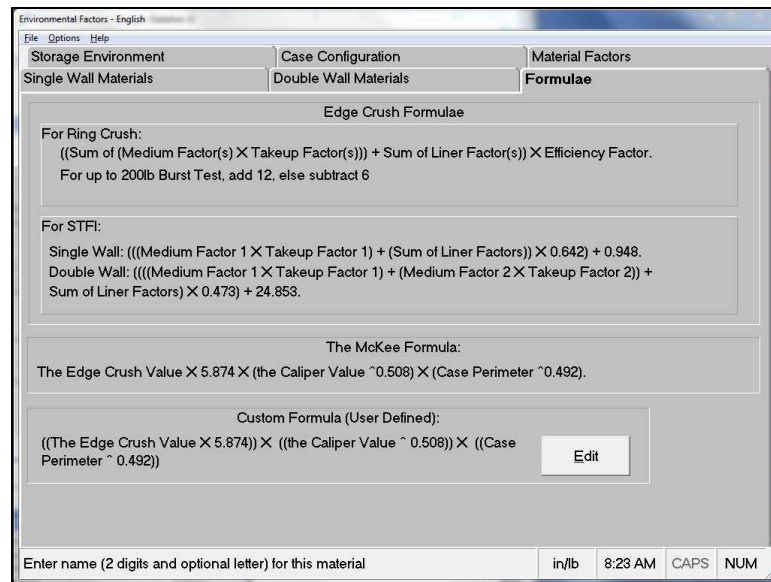 Environmental Factors - English
File Options Help
Storage Environment Case Configuration Material Factors
Single Wall Materials Double Wall Materials Formulae
Edge Crush Formulae
For Ring Crush:
((Sum of (Medium Factor(s) X Takeup Factor(s))) + Sum of Liner Factor(s)) X Efficiency Factor.
For up to 200lb Burst Test, add 12, else subtract 6
For STFI:
Single Wall: (((Medium Factor 1 X Takeup Factor 1) + (Sum of Liner Factors)) X 0.642) + 0.948.
Double Wall: ((((Medium Factor 1 X Takeup Factor 1) + (Medium Factor 2 X Takeup Factor 2)) +
Sum of Liner Factors) X 0.473) + 24.853.
The McKee Formula:
The Edge Crush Value X 5.874 X (the Caliper Value ^0.508) X (Case Perimeter ^0.492).
Custom Formula (User Defined):
((The Edge Crush Value X 5.874)) X ((the Caliper Value ^ 0.508)) X ((Case
Perimeter ^ 0.492))
Edit
Enter name (2 digits and optional letter) for this material in/lb 8:23 AM CAPS NUM